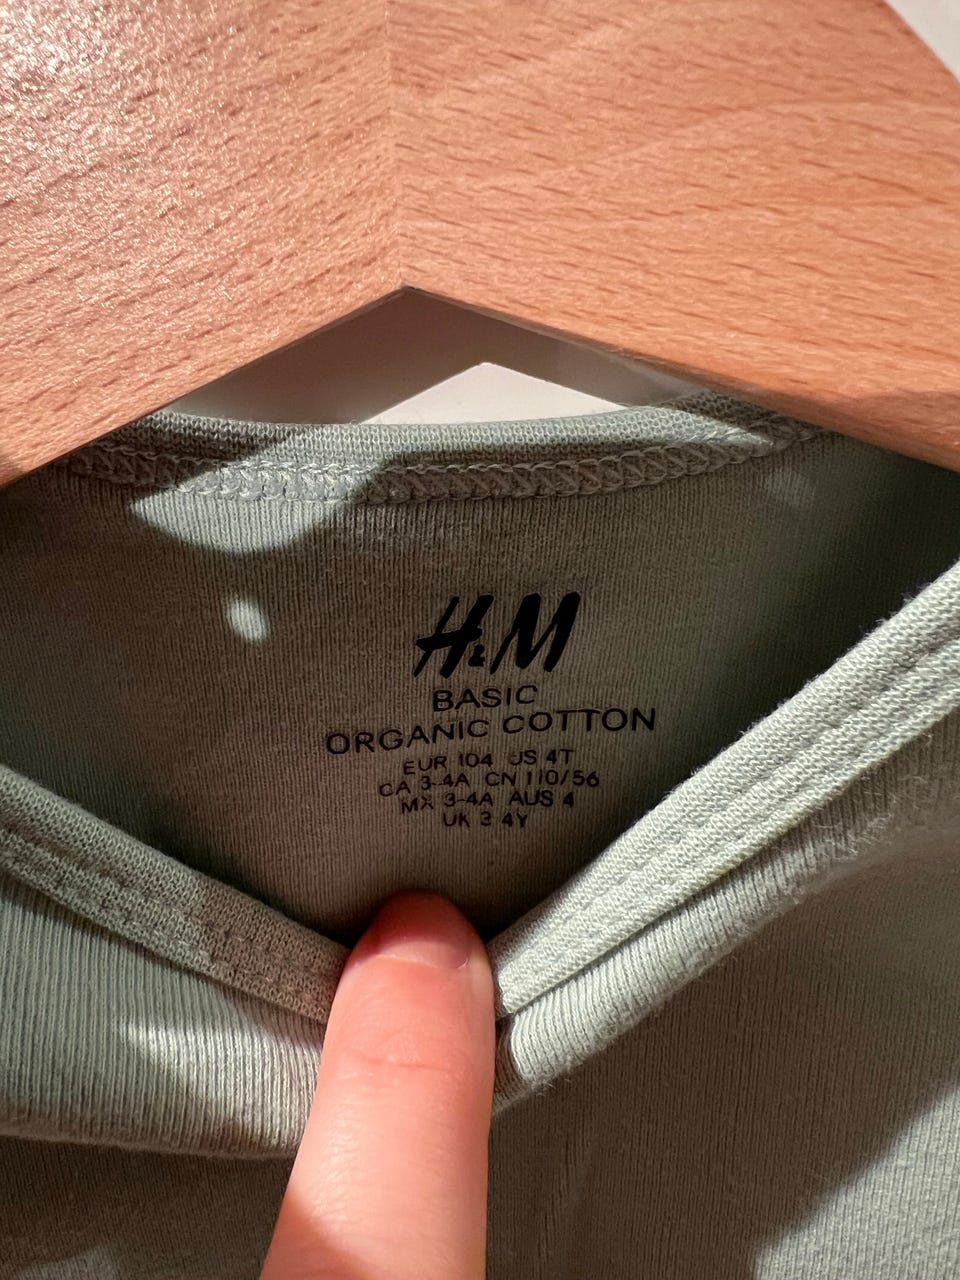 H&M
BASIC
ORGANIC COTTON
EUR 104 US 4T
CA 3-4A CN 110/56
MX 3-4A AUS 4
UK 3-4Y